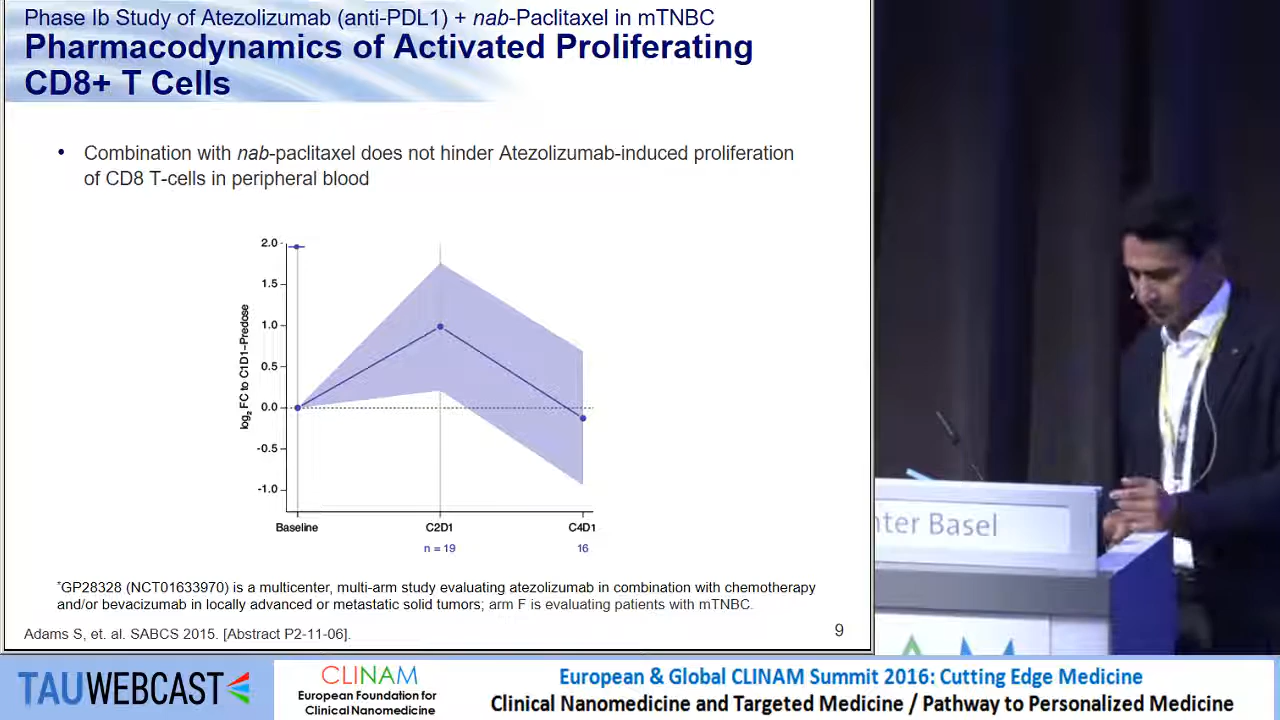 Phase Ib Study of Atezolizumab (anti-PDL1) + nab-Paclitaxel in mTNBC
Pharmacodynamics of Activated Proliferating
CD8+ T Cells
• Combination with nab-paclitaxel does not hinder Atezolizumab-induced proliferation
of CD8 T-cells in peripheral blood
2.0
1.5
1.0
0.5
0.0
-0.5
-1.0
log2 FC to C1D1–Predose
Baseline C2D1 C4D1
n = 19 16
*GP28328 (NCT01633970) is a multicenter, multi-arm study evaluating atezolizumab in combination with chemotherapy
and/or bevacizumab in locally advanced or metastatic solid tumors; arm F is evaluating patients with mTNBC.
Adams S, et. al. SABCS 2015. [Abstract P2-11-06].
9
nter Basel
TAUWEBCAST
CLINAM
European Foundation for
Clinical Nanomedicine
European & Global CLINAM Summit 2016: Cutting Edge Medicine
Clinical Nanomedicine and Targeted Medicine / Pathway to Personalized Medicine